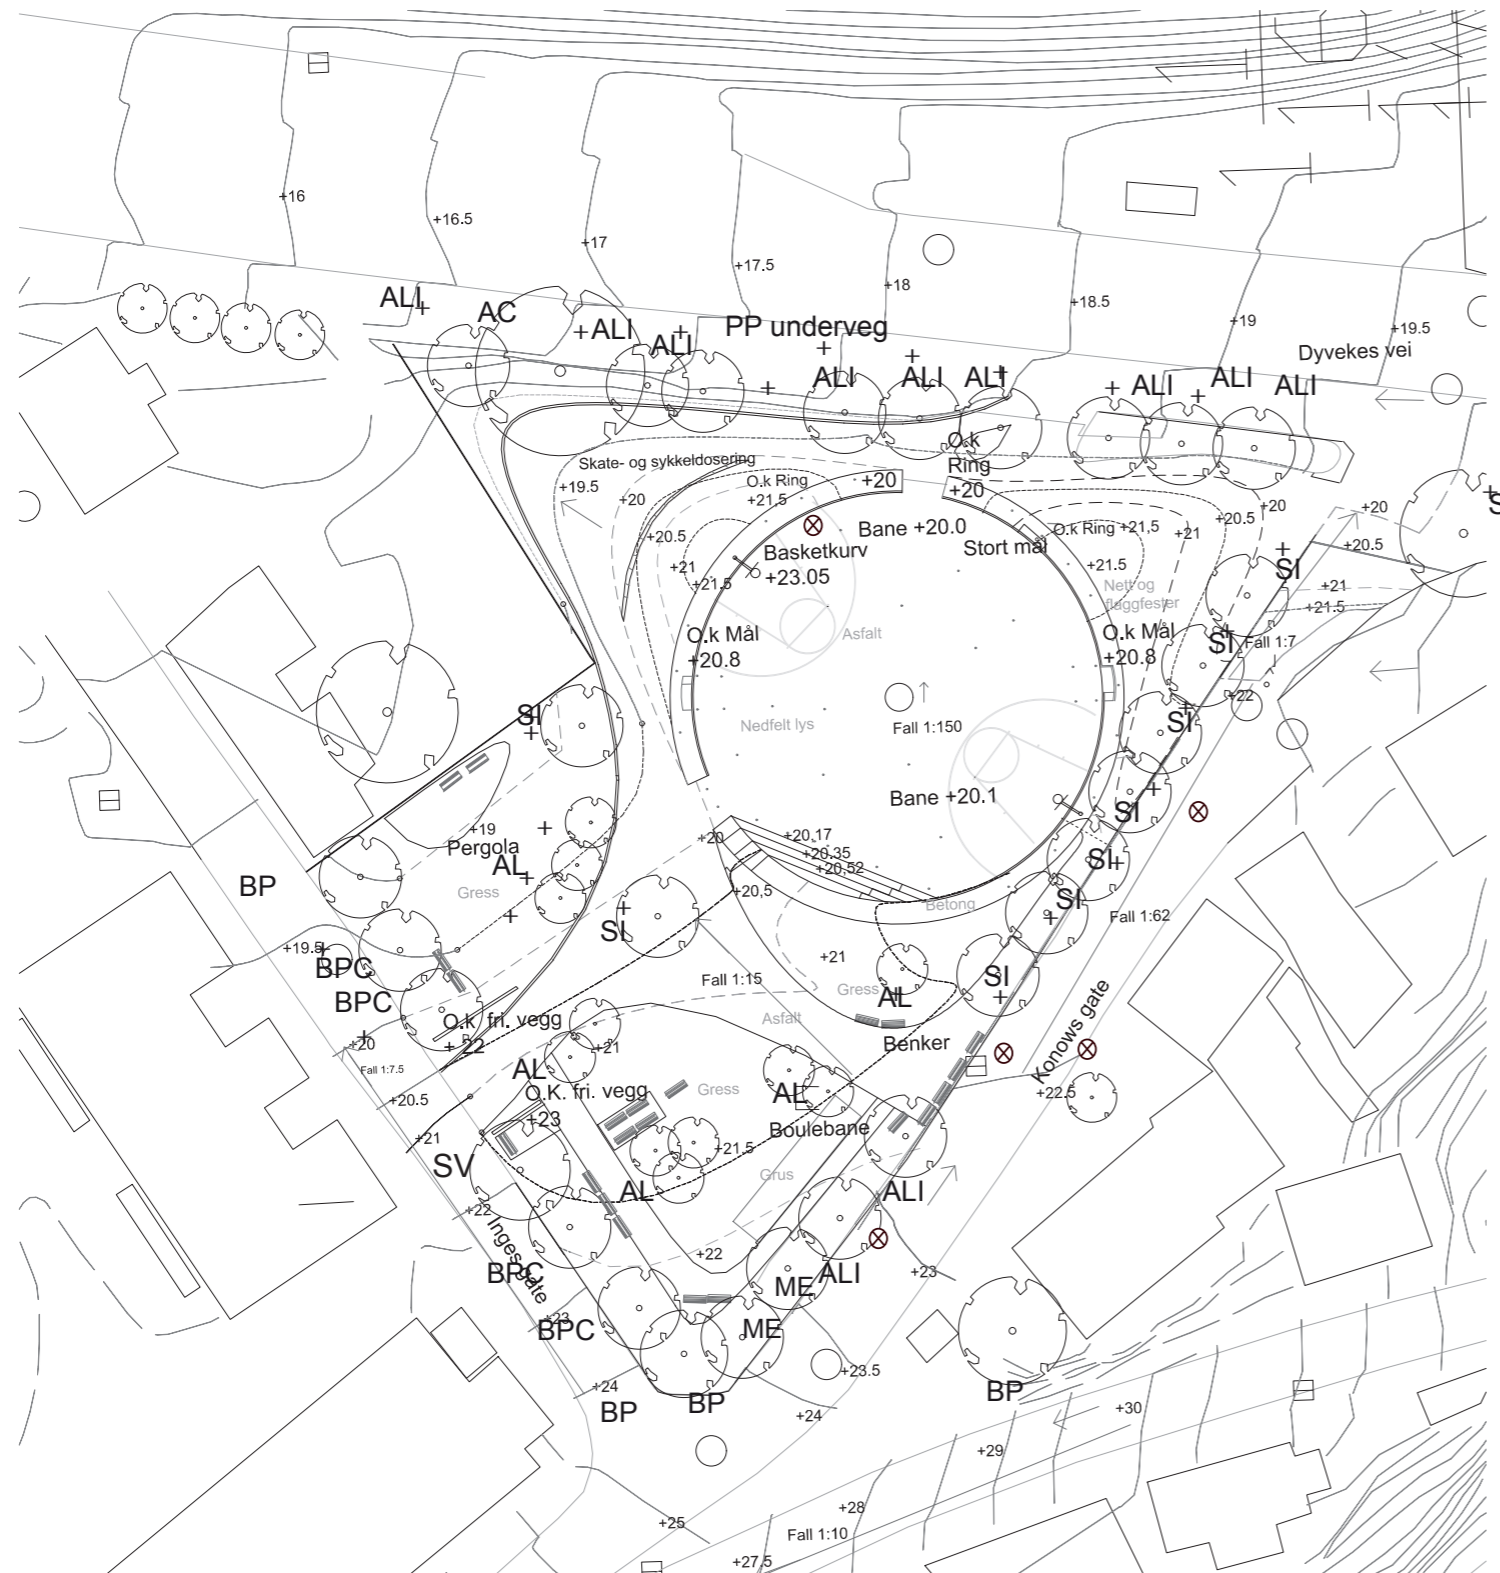 +16
+16.5
+17
+17.5
+18
+18.5
+19
+19.5
Dyvekes vei
ALI
AC
ALI
ALI
PP underveg
ALI
ALI
ALI
ALI
ALI
ALI
Skate- og sykkeldosering
+19.5
+20
+20.5
+21
+21.5
O.k Ring
+21.5
+20
O.k
Ring
+20
Bane +20.0
Basketkurv
+23.05
Stort mål
O.k Ring +21,5
+21
+20.5
+20
+21.5
Nett og
flaggfester
+20
+20.5
+21
+21.5
S
SI
SI
Fall 1:7
+22
O.k Mål
+20.8
Asfalt
O.k Mål
+20.8
SI
Nedfelt lys
Fall 1:150
SI
Bane +20.1
SI
SI
+19
Pergola
AL
Gress
BP
+20
+20.17
+20.35
+20,52
+20,5
Betong
SI
SI
Fall 1:62
SI
+19.5
BPC
BPC
SI
Fall 1:15
+21
Gress
AL
Asfalt
Benker
Konows gate
+22.5
O.k. fri. vegg
+ 22
+20
Fall 1:7.5
+20.5
+21
+21
AL
O.K. fri. vegg
+23
Gress
AL
Boulebane
+21.5
Grus
SV
AL
ALI
+22
Inges gate
BPC
+22
+23
ME
ALI
+23
BPC
ME
+23.5
+24
BP
BP
+24
BP
+30
+29
+28
+25
Fall 1:10
+27.5